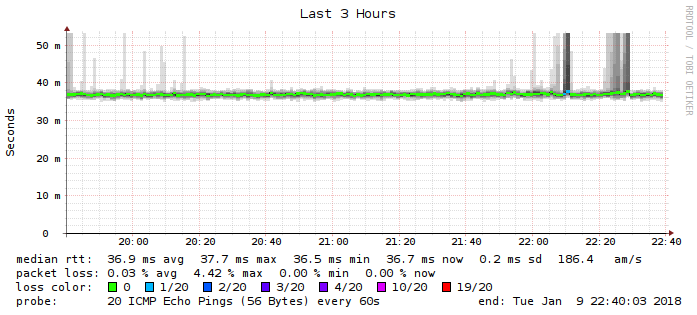 Last 3 Hours
RRDTOOL / TOBI OETIKER
Seconds
50 m
40 m
30 m
20 m
10 m
0
20:00 20:20 20:40 21:00 21:20 21:40 22:00 22:20 22:40
median rtt: 36.9 ms avg 37.7 ms max 36.5 ms min 36.7 ms now 0.2 ms sd 186.4 am/s
packet loss: 0.03 % avg 4.42 % max 0.00 % min 0.00 % now
loss color: 0 1/20 2/20 3/20 4/20 10/20 19/20
probe: 20 ICMP Echo Pings (56 Bytes) every 60s end: Tue Jan 9 22:40:03 2018